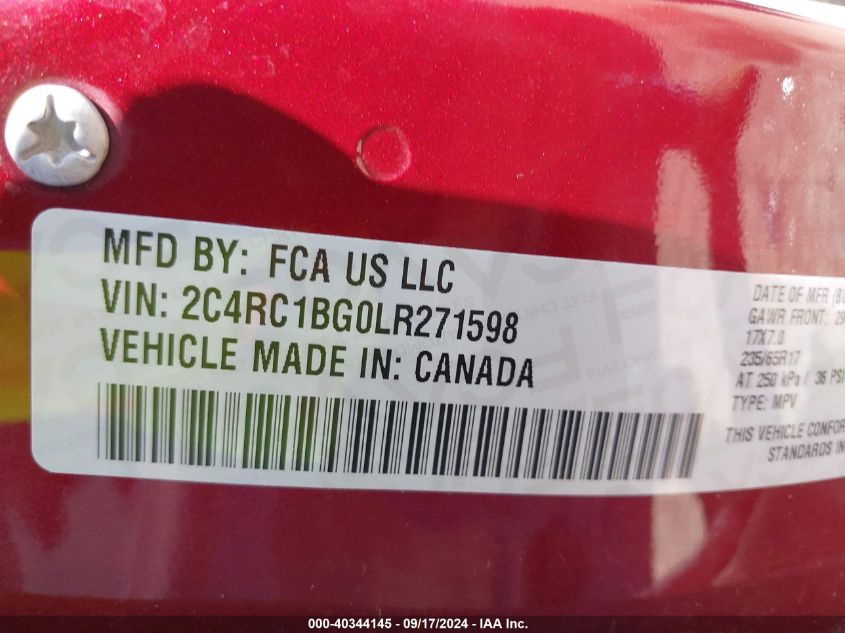 MFD BY: FCA US LLC
VIN: 2C4RC1BG0LR271598
VEHICLE MADE IN: CANADA
DATE OF MFR
GAWR FRONT:
17X7.0
235/65R17
AT 250 kPa / 36 PSI
TYPE: MPV
THIS VEHICLE
STANDARDS IN
000-40344145 - 09/17/2024 - IAA Inc.